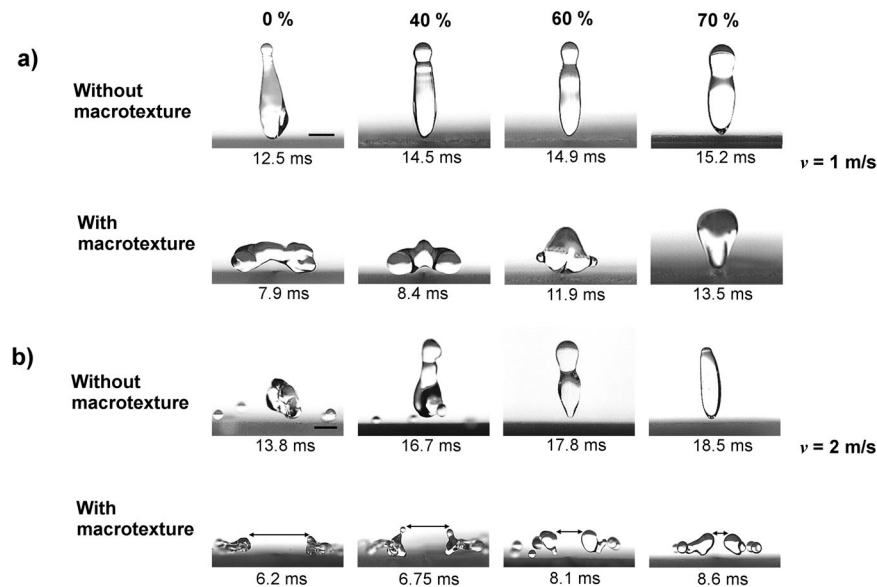 0 % 40 % 60 % 70 %
a)
Without
macrotexture
12.5 ms 14.5 ms 14.9 ms 15.2 ms
v = 1 m/s
With
macrotexture
7.9 ms 8.4 ms 11.9 ms 13.5 ms
b)
Without
macrotexture
13.8 ms 16.7 ms 17.8 ms 18.5 ms
v = 2 m/s
With
macrotexture
6.2 ms 6.75 ms 8.1 ms 8.6 ms